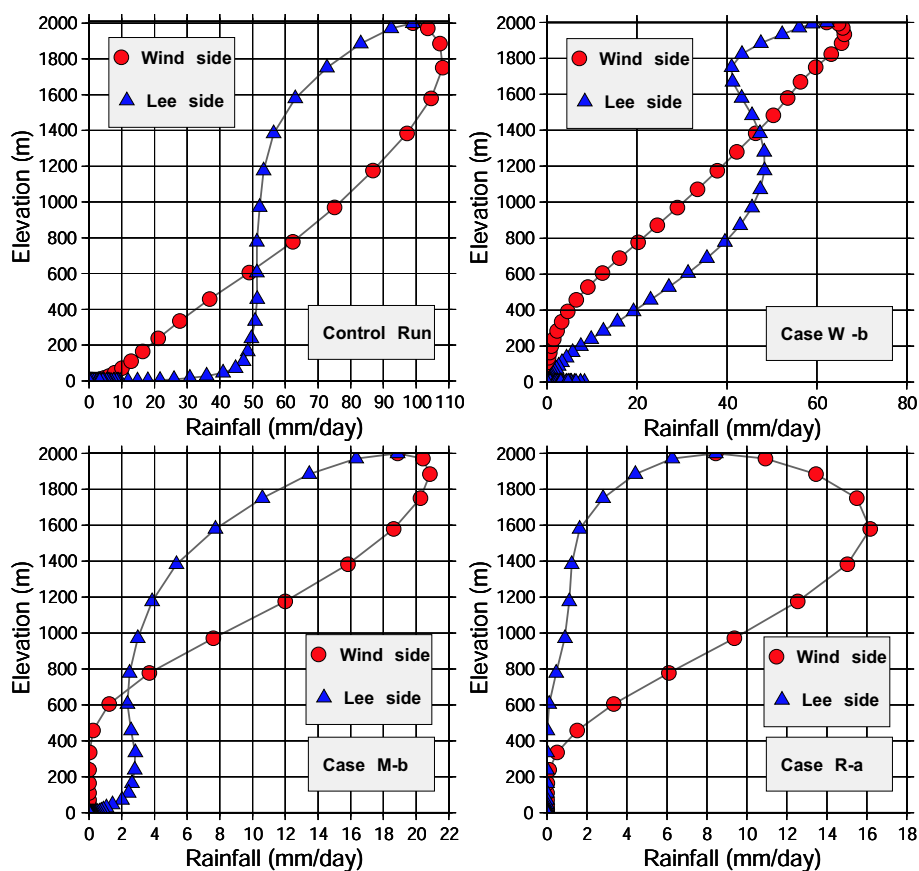 2000
1800
1600
1400
1200
1000
800
600
400
200
0
Elevation (m)
Wind side
Lee side
Control Run
0 10 20 30 40 50 60 70 80 90 100 110
Rainfall (mm/day)
2000
1800
1600
1400
1200
1000
800
600
400
200
0
Elevation (m)
Wind side
Lee side
Case W -b
0 20 40 60 80
Rainfall (mm/day)
2000
1800
1600
1400
1200
1000
800
600
400
200
0
Elevation (m)
Wind side
Lee side
Case M-b
0 2 4 6 8 10 12 14 16 18 20 22
Rainfall (mm/day)
2000
1800
1600
1400
1200
1000
800
600
400
200
0
Elevation (m)
Wind side
Lee side
Case R-a
0 2 4 6 8 10 12 14 16 18
Rainfall (mm/day)